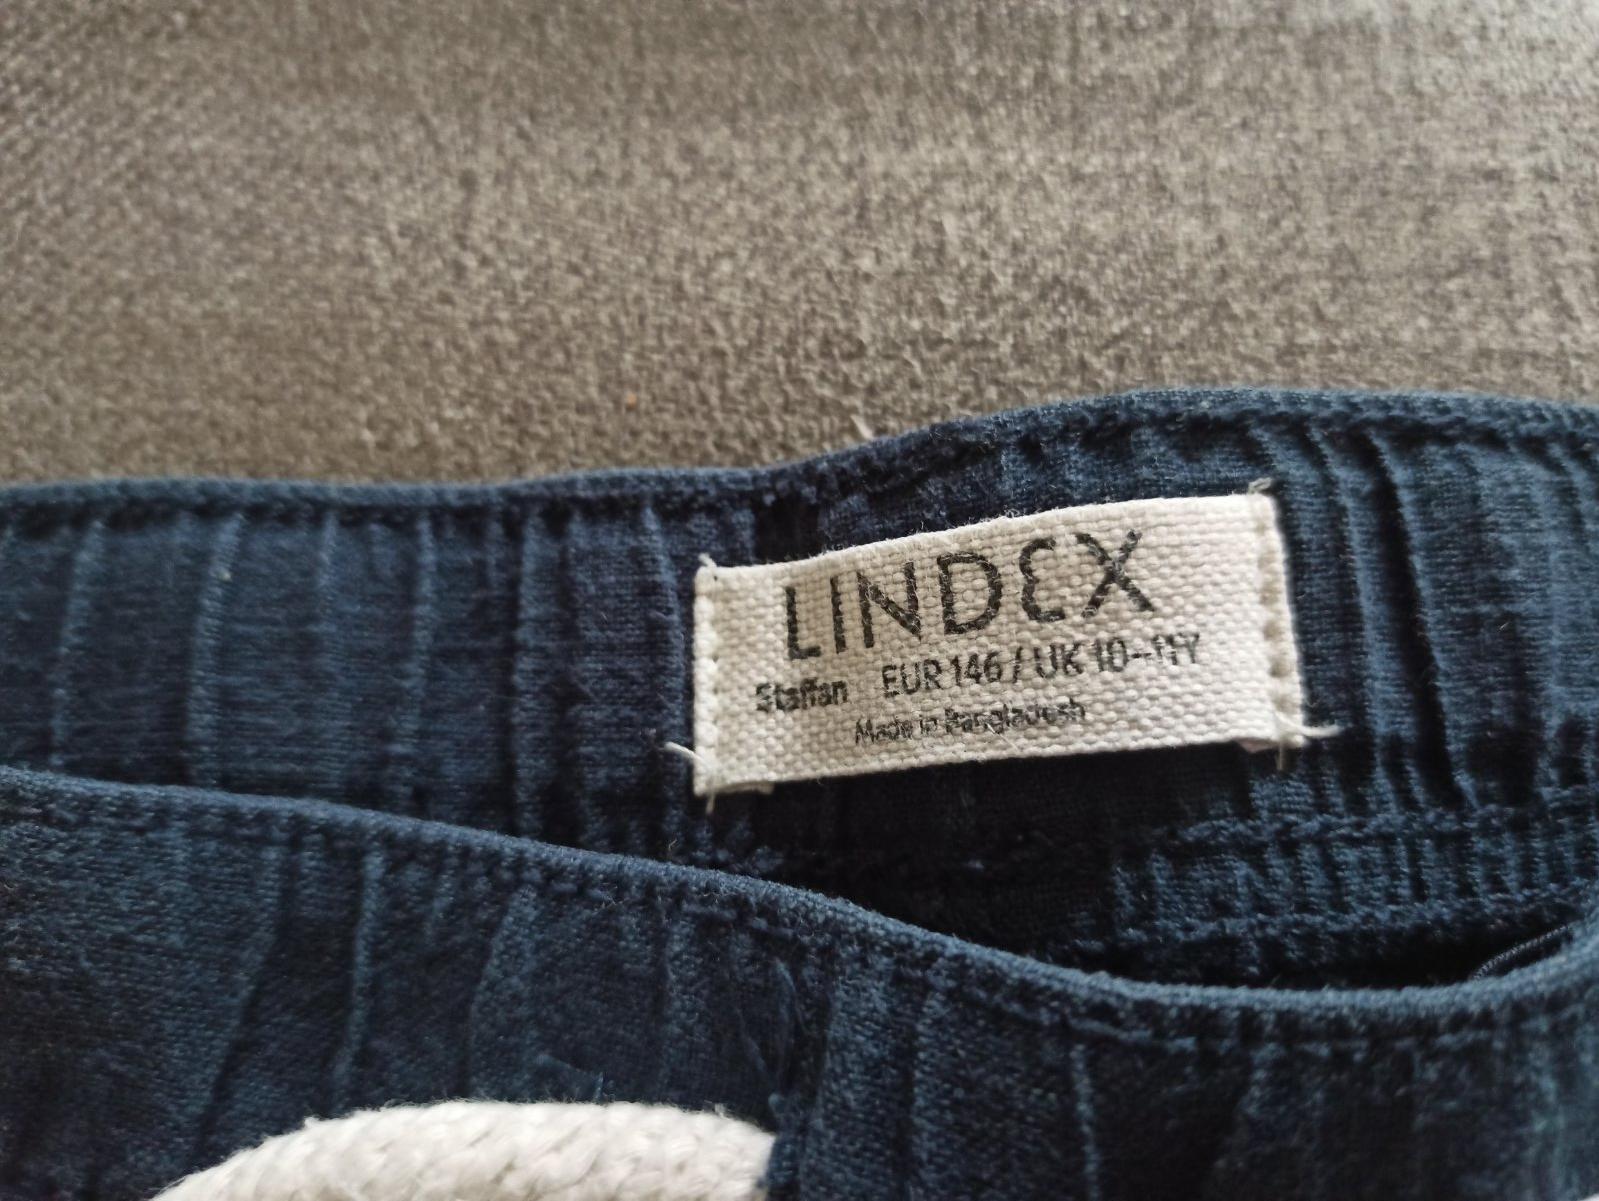 LINDEX
Staffan EUR 146 / UK 10-11Y
Made in Bangladesh